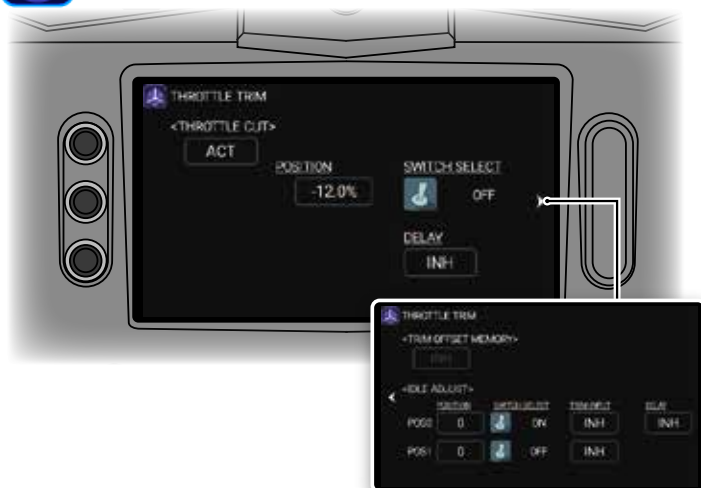 THROTTLE TRIM
<THROTTLE CUT>
ACT
POSITION
SWITCH SELECT
-12.0%
OFF
DELAY
INH
THROTTLE TRIM
<TRIM OFFSET MEMORY>
<IDLE ADJUST>
POSITION SWITCH SELECT TRIM INPUT DELAY
POS0 0 ON INH INH
POS1 0 OFF INH